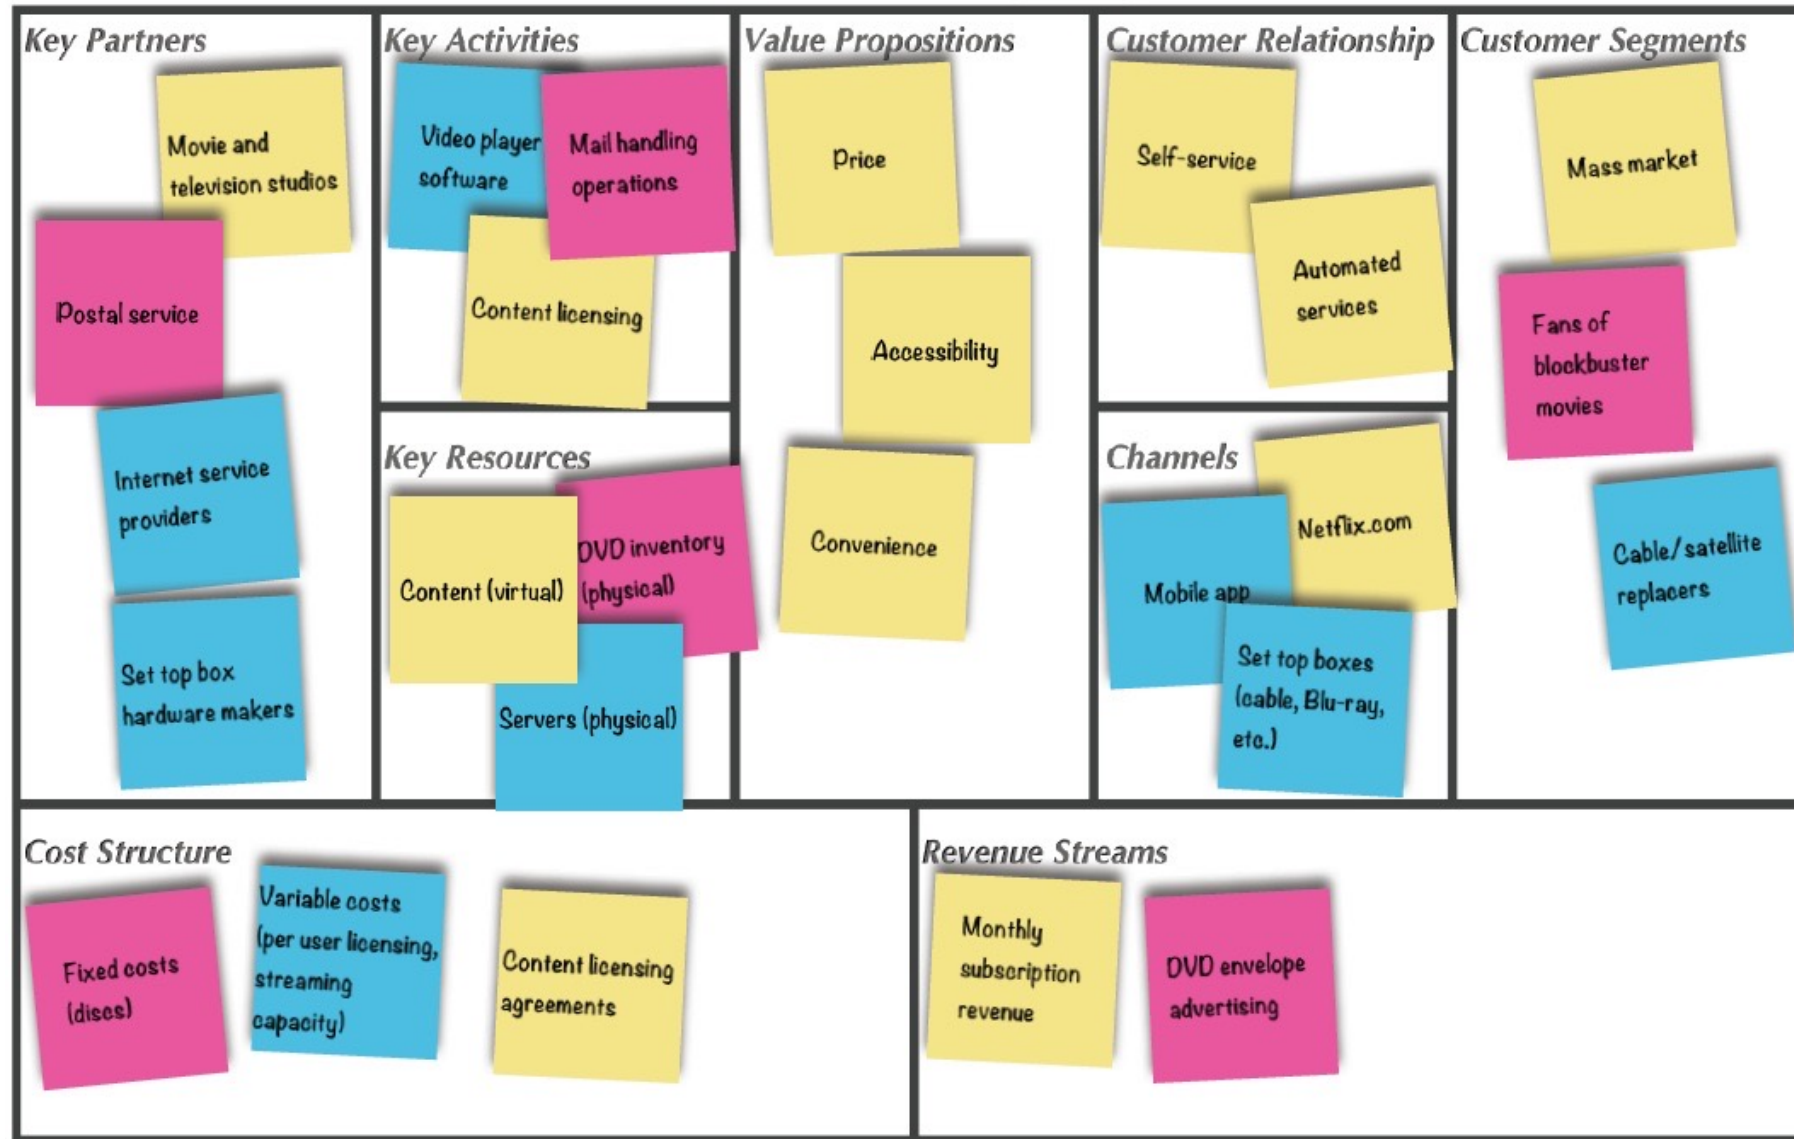 Key Partners
Movie and
television studios
Postal service
Internet service
providers
Set top box
hardware makers
Key Activities
Video player
software
Mail handling
operations
Content licensing
Key Resources
Content (virtual)
DVD inventory
(physical)
Servers (physical)
Value Propositions
Price
Accessibility
Convenience
Customer Relationship
Self-service
Automated
services
Channels
Netflix.com
Mobile app
Set top boxes
(cable, Blu-ray,
etc.)
Customer Segments
Mass market
Fans of
blockbuster
movies
Cable/satellite
replacers
Cost Structure
Fixed costs
(discs)
Variable costs
(per user licensing,
streaming
capacity)
Content licensing
agreements
Revenue Streams
Monthly
subscription
revenue
DVD envelope
advertising